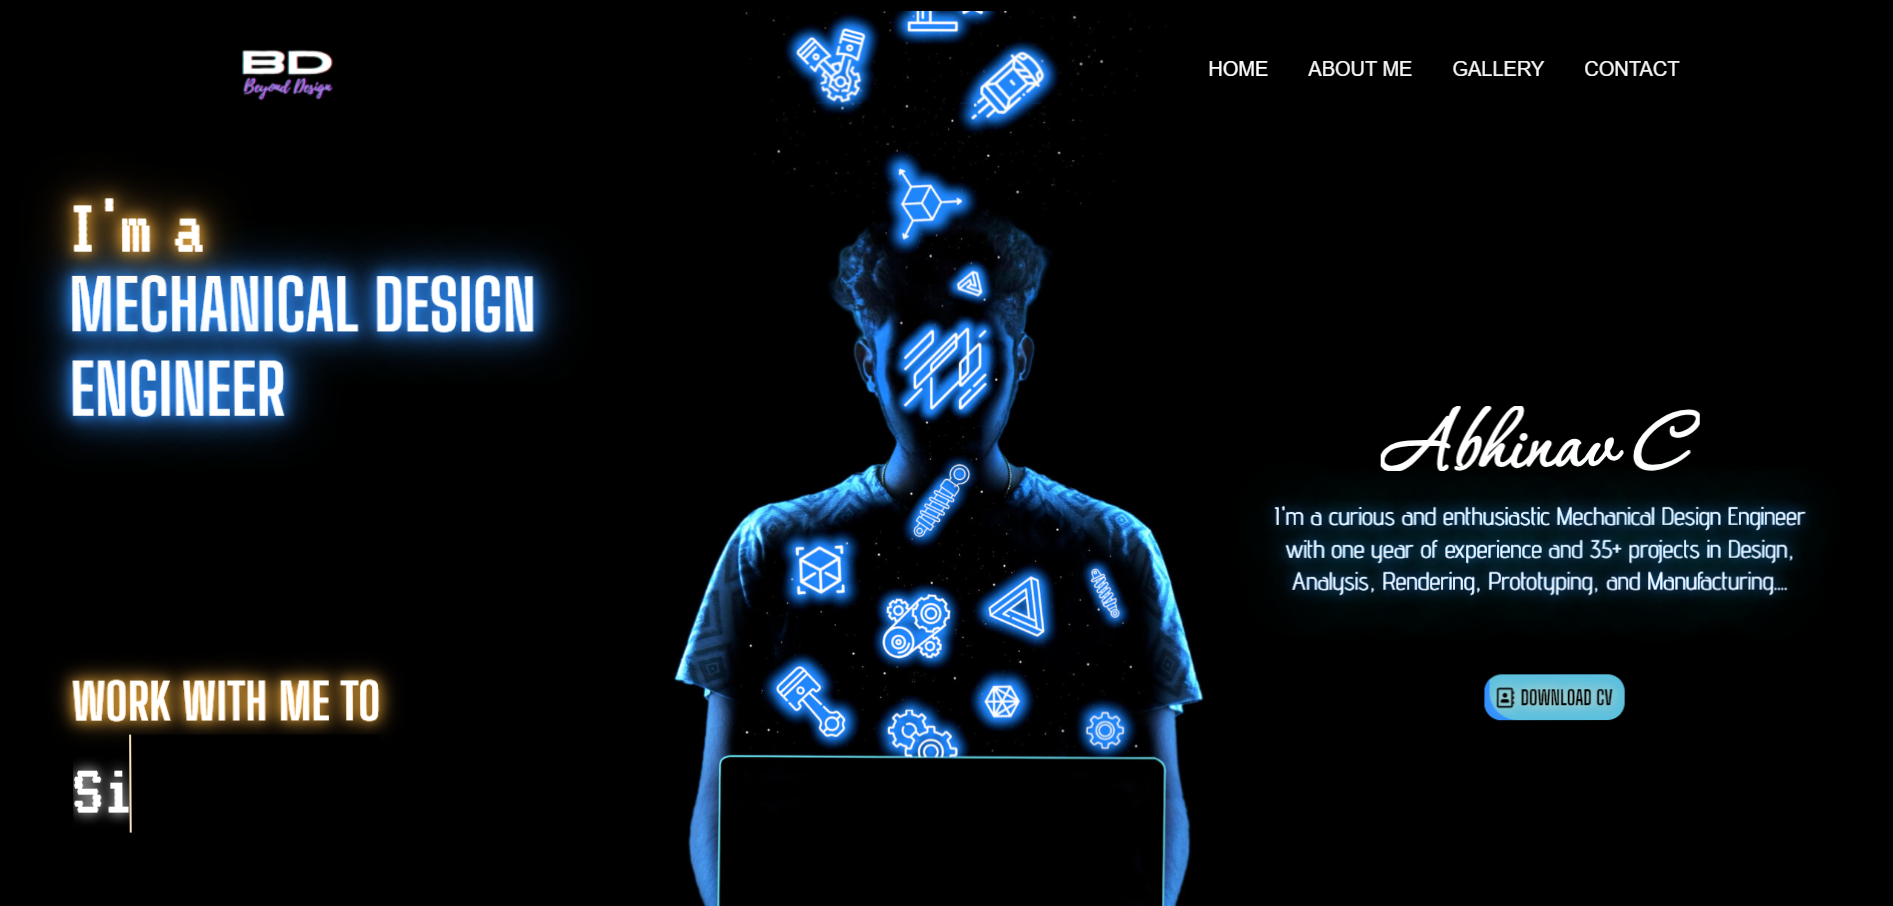 BD
Beyond Design
HOME ABOUT ME GALLERY CONTACT
I'm a
MECHANICAL DESIGN
ENGINEER
Abhinav C
I'm a curious and enthusiastic Mechanical Design Engineer
with one year of experience and 35+ projects in Design,
Analysis, Rendering, Prototyping, and Manufacturing....
DOWNLOAD CV
WORK WITH ME TO
Si